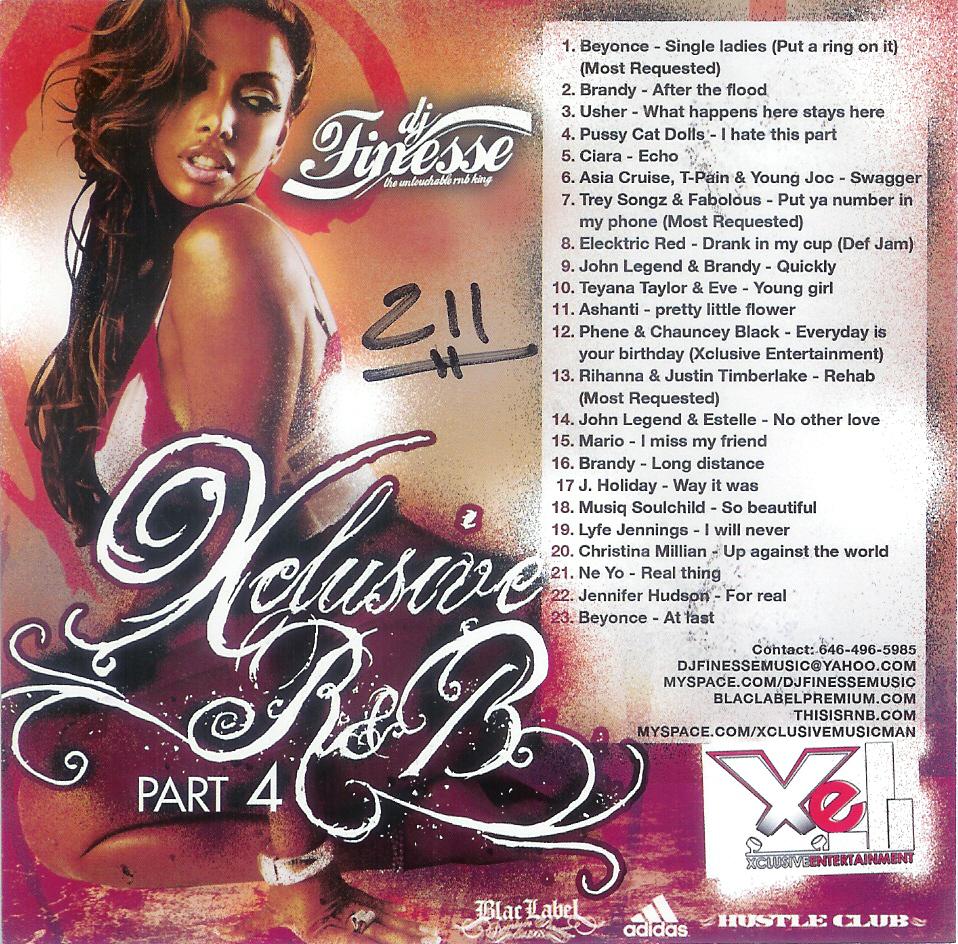 dj
Finesse
the untouchable rnb king
211
Xclusive
R&B
PART 4
1. Beyonce - Single ladies (Put a ring on it)
(Most Requested)
2. Brandy - After the flood
3. Usher - What happens here stays here
4. Pussy Cat Dolls - I hate this part
5. Ciara - Echo
6. Asia Cruise, T-Pain & Young Joc - Swagger
7. Trey Songz & Fabolous - Put ya number in
my phone (Most Requested)
8. Elecktric Red - Drank in my cup (Def Jam)
9. John Legend & Brandy - Quickly
10. Teyana Taylor & Eve - Young girl
11. Ashanti - pretty little flower
12. Phene & Chauncey Black - Everyday is
your birthday (Xclusive Entertainment)
13. Rihanna & Justin Timberlake - Rehab
(Most Requested)
14. John Legend & Estelle - No other love
15. Mario - I miss my friend
16. Brandy - Long distance
17 J. Holiday - Way it was
18. Musiq Soulchild - So beautiful
19. Lyfe Jennings - I will never
20. Christina Millian - Up against the world
21. Ne Yo - Real thing
22. Jennifer Hudson - For real
23. Beyonce - At last
Contact: 646-496-5985
DJFINESSEMUSIC@YAHOO.COM
MYSPACE.COM/DJFINESSEMUSIC
BLACLABELPREMIUM.COM
THISISRNB.COM
MYSPACE.COM/XCLUSIVEMUSICMAN
Xe
XCLUSIVEENTERTAINMENT
Blac Label
adidas
HUSTLE CLUB